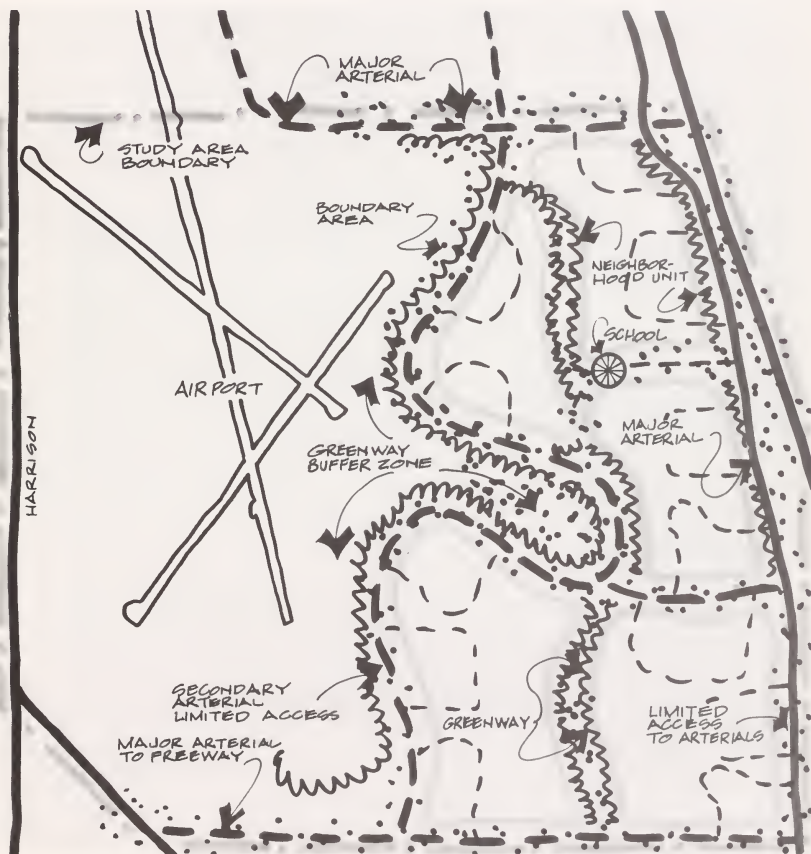 MAJOR
ARTERIAL
STUDY AREA
BOUNDARY
BOUNDARY
AREA
NEIGHBOR-
HOOD UNIT
SCHOOL
AIRPORT
MAJOR
ARTERIAL
HARRISON
GREENWAY
BUFFER ZONE
SECONDARY
ARTERIAL
LIMITED ACCESS
GREENWAY
LIMITED
ACCESS
TO ARTERIALS
MAJOR ARTERIAL
TO FREEWAY